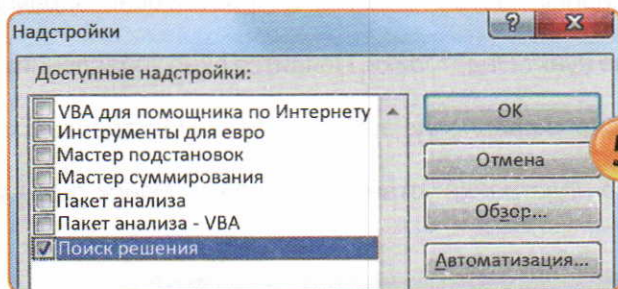 Надстройки
Доступные надстройки:
VBA для помощника по Интернету
Инструменты для евро
Мастер подстановок
Мастер суммирования
Пакет анализа
Пакет анализа - VBA
Поиск решения
OK
Отмена
Обзор...
Автоматизация...